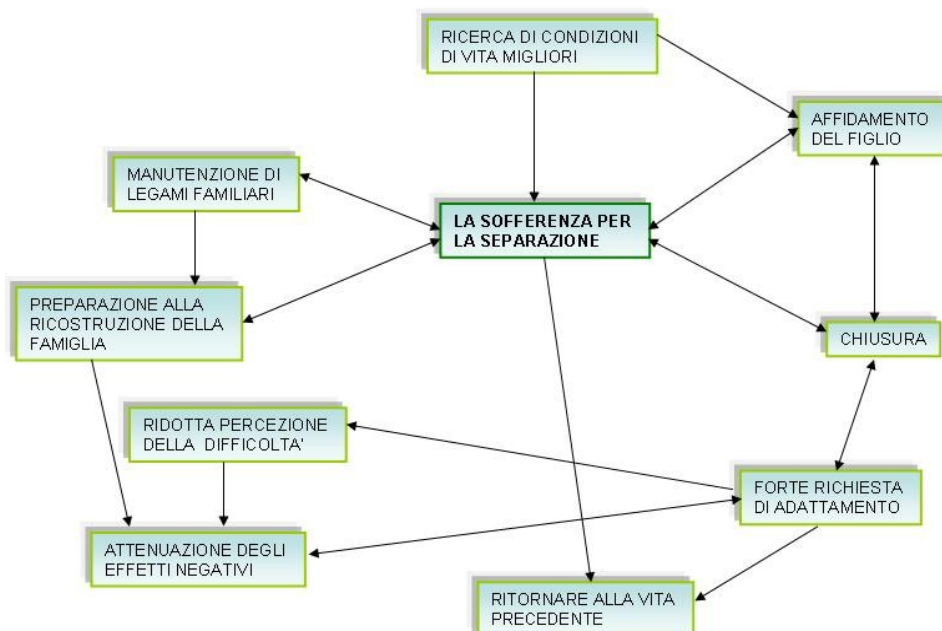 RICERCA DI CONDIZIONI
DI VITA MIGLIORI
AFFIDAMENTO
DEL FIGLIO
MANUTENZIONE DI
LEGAMI FAMILIARI
LA SOFFERENZA PER
LA SEPARAZIONE
PREPARAZIONE ALLA
RICOSTRUZIONE DELLA
FAMIGLIA
CHIUSURA
RIDOTTA PERCEZIONE
DELLA DIFFICOLTA'
FORTE RICHIESTA
DI ADATTAMENTO
ATTENUAZIONE DEGLI
EFFETTI NEGATIVI
RITORNARE ALLA VITA
PRECEDENTE